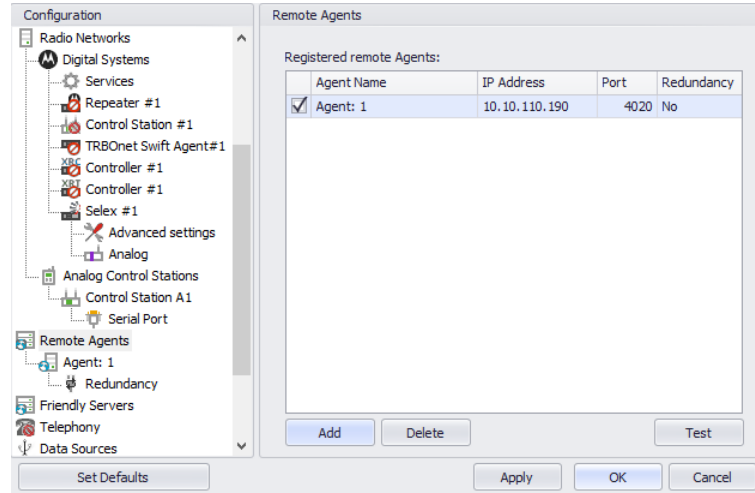 Configuration
Radio Networks
Digital Systems
Services
Repeater #1
Control Station #1
TRBOnet Swift Agent#1
XRC Controller #1
XRT Controller #1
Selex #1
Advanced settings
Analog
Analog Control Stations
Control Station A1
Serial Port
Remote Agents
Agent: 1
Redundancy
Friendly Servers
Telephony
Data Sources
Remote Agents
Registered remote Agents:
Agent Name IP Address Port Redundancy
Agent: 1 10.10.110.190 4020 No
Add Delete Test
Set Defaults Apply OK Cancel